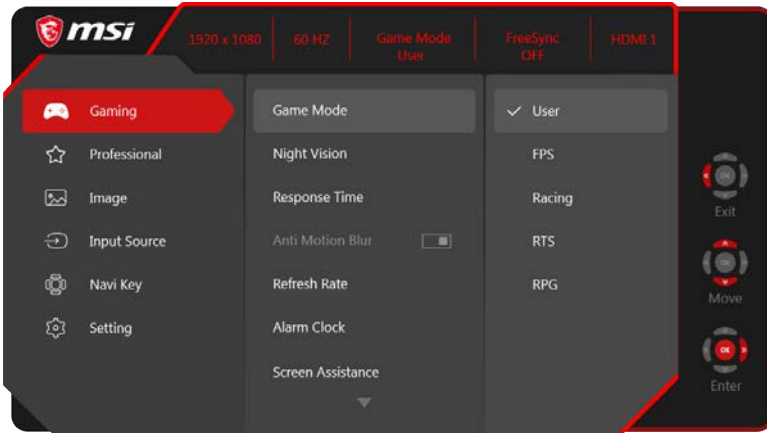 msi
1920 x 1080
60 HZ
Game Mode
User
FreeSync
OFF
HDMI 1
Gaming
Professional
Image
Input Source
Navi Key
Setting
Game Mode
Night Vision
Response Time
Anti Motion Blur
Refresh Rate
Alarm Clock
Screen Assistance
User
FPS
Racing
RTS
RPG
OK
Exit
OK
Move
OK
Enter